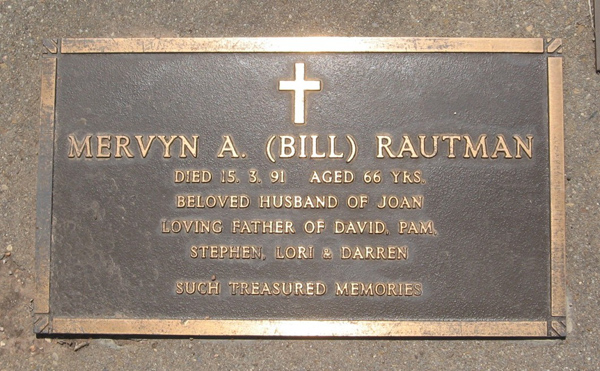 MERVYN A. (BILL) RAUTMAN
DIED 15. 3. 91 AGED 66 YRS.
BELOVED HUSBAND OF JOAN
LOVING FATHER OF DAVID, PAM,
STEPHEN, LORI & DARREN
SUCH TREASURED MEMORIES